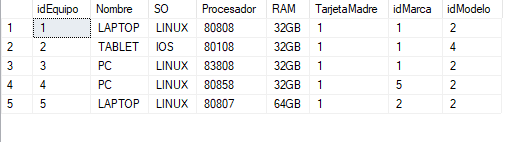 idEquipo Nombre SO Procesador RAM TarjetaMadre idMarca idModelo
1 1 LAPTOP LINUX 80808 32GB 1 1 2
2 2 TABLET IOS 80108 32GB 1 1 4
3 3 PC LINUX 83808 32GB 1 1 2
4 4 PC LINUX 80858 32GB 1 5 2
5 5 LAPTOP LINUX 80807 64GB 1 2 2